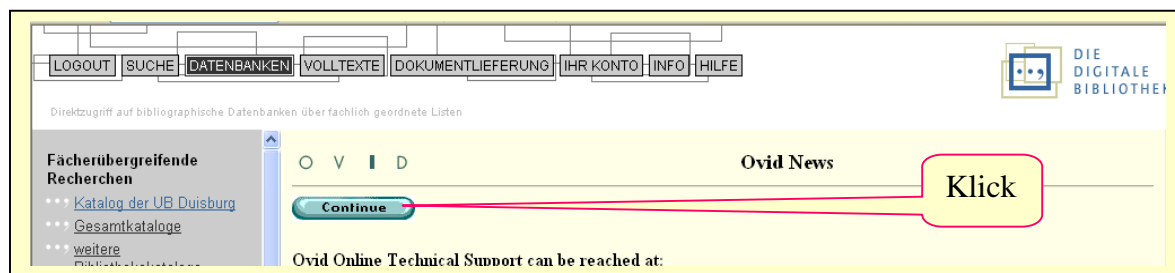 LOGOUT SUCHE DATENBANKEN VOLLTEXTE DOKUMENTLIEFERUNG IHR KONTO INFO HILFE
DIE
DIGITALE
BIBLIOTHEK
Direktzugriff auf bibliographische Datenbanken über fachlich geordnete Listen
Fächerübergreifende
Recherchen
Katalog der UB Duisburg
Gesamtkataloge
weitere
Bibliothekskataloge
OVID
Ovid News
Continue
Klick
Ovid Online Technical Support can be reached at: